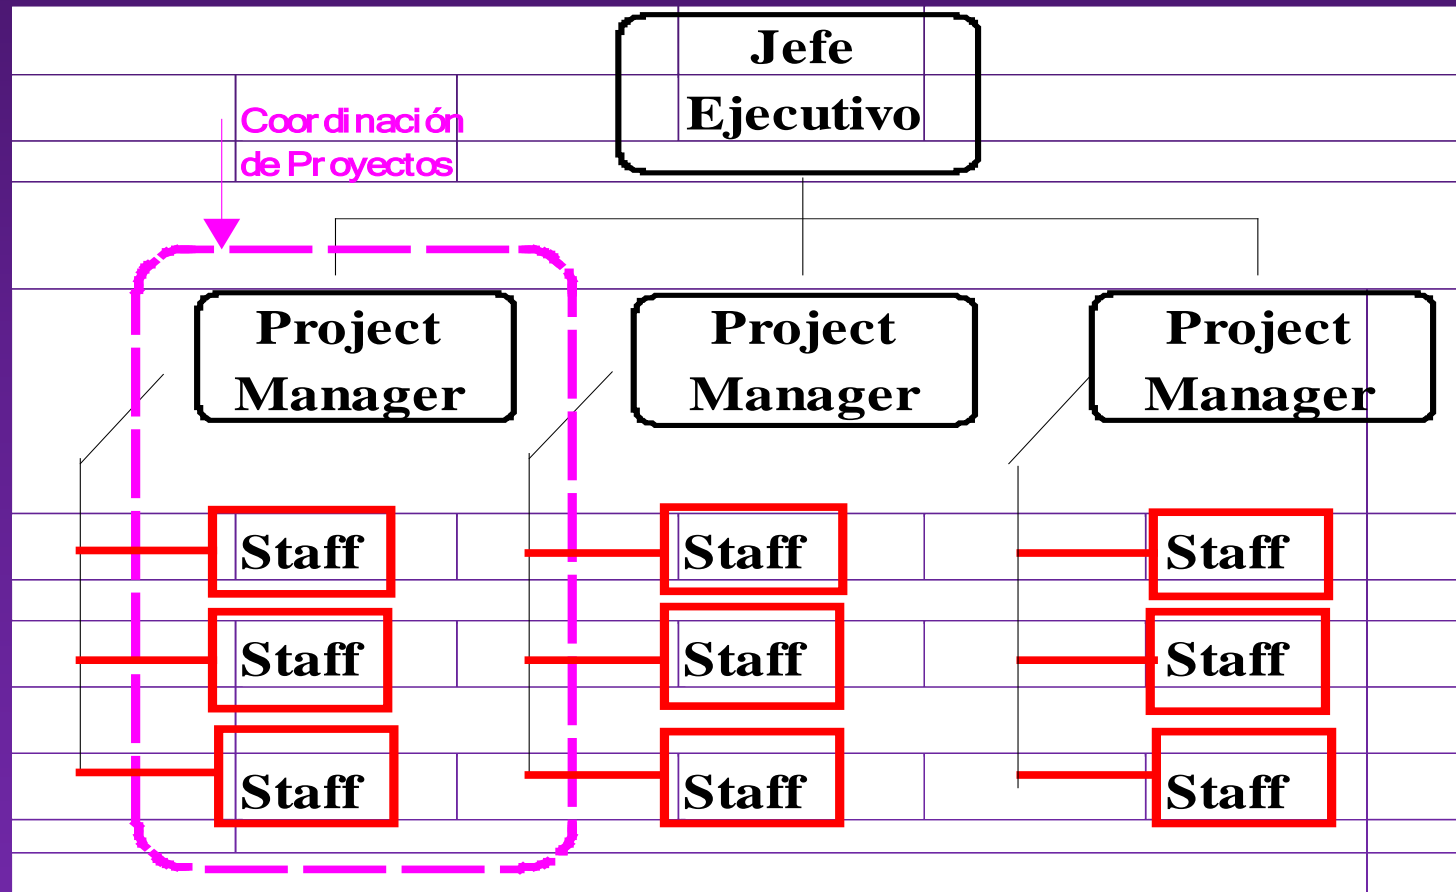 Jefe
Ejecutivo
Coordinación
de Proyectos
Project
Manager
Project
Manager
Project
Manager
Staff
Staff
Staff
Staff
Staff
Staff
Staff
Staff
Staff